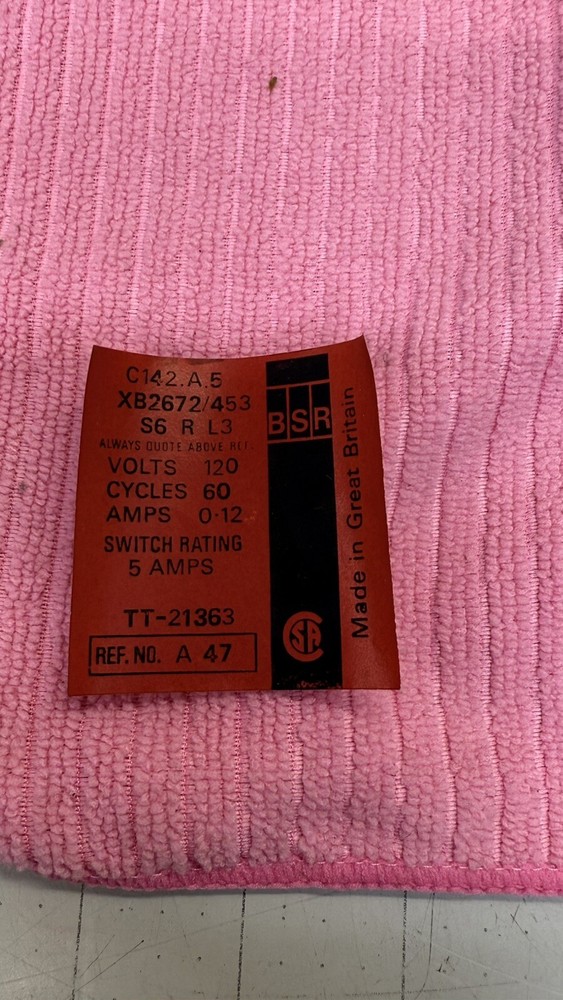 C142.A.5
XB2672/453
S6 R L3
ALWAYS QUOTE ABOVE REF.
VOLTS 120
CYCLES 60
AMPS 0·12
SWITCH RATING
5 AMPS
TT-21363
REF. NO. A 47
BSR
Made in Great Britain
SA